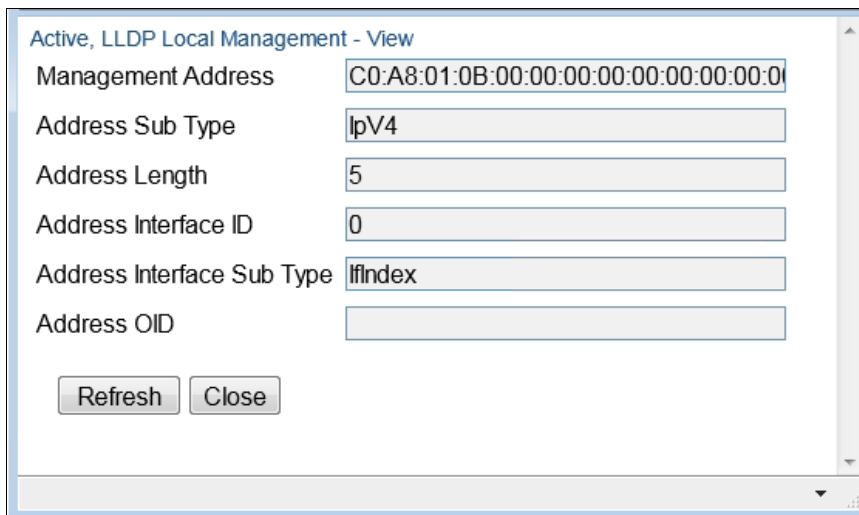 Active, LLDP Local Management - View
Management Address C0:A8:01:0B:00:00:00:00:00:00:00:0
Address Sub Type IpV4
Address Length 5
Address Interface ID 0
Address Interface Sub Type IfIndex
Address OID
Refresh Close